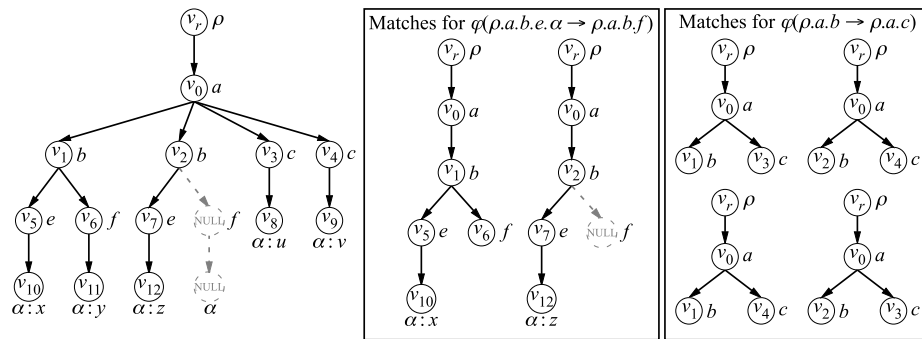 Matches for φ(ρ.a.b.e.α → ρ.a.b.f)
Matches for φ(ρ.a.b → ρ.a.c)
v_r ρ
v_0 a
v_1 b
v_2 b
v_3 c
v_4 c
v_5 e
v_6 f
v_7 e
NULL f
v_8
α:u
v_9
α:v
v_10
α:x
v_11
α:y
v_12
α:z
NULL
α
v_r ρ
v_0 a
v_1 b
v_5 e
v_6 f
v_10
α:x
v_r ρ
v_0 a
v_2 b
v_7 e
NULL f
v_12
α:z
v_r ρ
v_0 a
v_1 b
v_3 c
v_r ρ
v_0 a
v_2 b
v_4 c
v_r ρ
v_0 a
v_1 b
v_4 c
v_r ρ
v_0 a
v_2 b
v_3 c